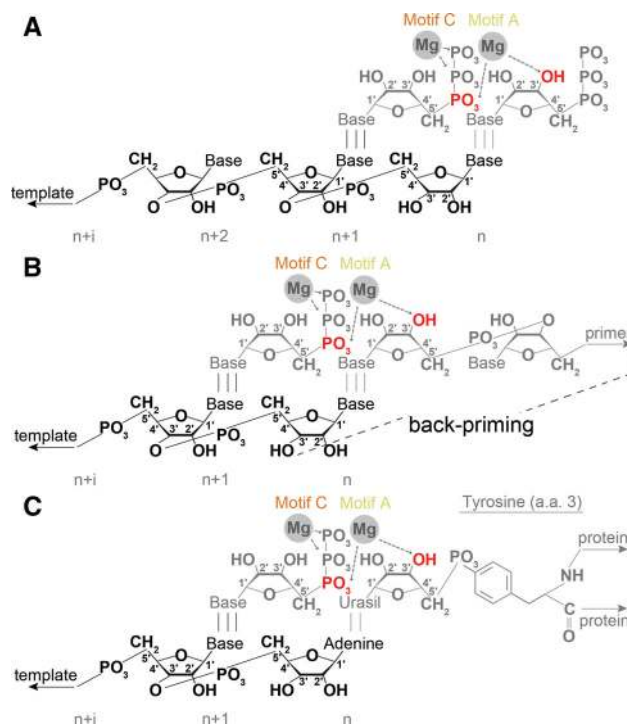 A
Motif C Motif A
Mg Mg
PO3 PO3
HO OH HO OH PO3 PO3
2' 3' 2' 3'
1' O 4' PO3 1' O 4' PO3
5' 5'
Base CH2 Base CH2
CH2 Base CH2 Base Base
5' O 5' O 5' O
PO3 4' 1' 4' 1'
template 3' 2' 3' 2' 3' 2' 1'
O OH PO3 O OH PO3 HO OH
n+i n+2 n+1 n
B
Motif C Motif A
Mg PO3 Mg
HO OH PO3 HO OH PO3 HO O
2' 3' 2' 3'
1' O 4' PO3 1' O 4' O prime
5' 5'
Base CH2 Base CH2 Base
CH2 Base CH2 Base
5' O 5' O
PO3 4' 1' 4' 1' back-priming
template 3' 2' 3' 2'
O OH PO3 HO OH
n+i n+1 n
C
Motif C Motif A Tyrosine (a.a. 3)
Mg PO3 Mg protein
HO OH PO3 HO OH PO3
2' 3' 2' 3' NH
1' O 4' PO3 1' O 4'
5' 5' protein
Base CH2 Urasil CH2 O
CH2 Base CH2 Adenine
5' O 5' O
PO3 4' 1' 4' 1'
template 3' 2' 3' 2'
O OH PO3 HO OH
n+i n+1 n